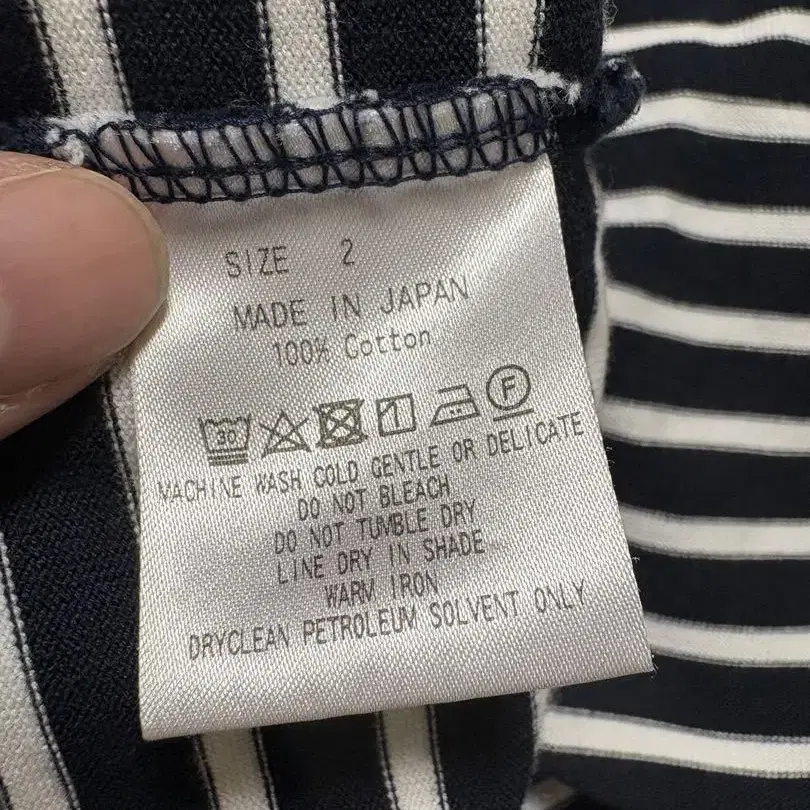 SIZE 2
MADE IN JAPAN
100% Cotton
30 F
MACHINE WASH COLD GENTLE OR DELICATE
DO NOT BLEACH
DO NOT TUMBLE DRY
LINE DRY IN SHADE
WARM IRON
DRYCLEAN PETROLEUM SOLVENT ONLY